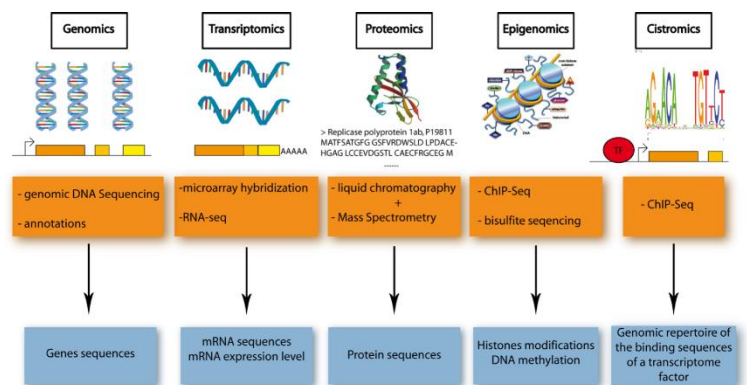 Genomics
Transriptomics
Proteomics
Epigenomics
Cistromics
> Replicase polyprotein 1ab, P19811
MATFSATGFG GSFVRDWSLD LPDACE-
HGAG LCCEVDGSTL CAECFRGCEG M
......
AAAAA
AGAACA TGTTCT
TF
- genomic DNA Sequencing
- annotations
-microarray hybridization
-RNA-seq
- liquid chromatography
+
- Mass Spectrometry
- ChIP-Seq
- bisulfite seqencing
- ChIP-Seq
Genes sequences
mRNA sequences
mRNA expression level
Protein sequences
Histones modifications
DNA methylation
Genomic repertoire of
the binding sequences
of a transcriptome
factor